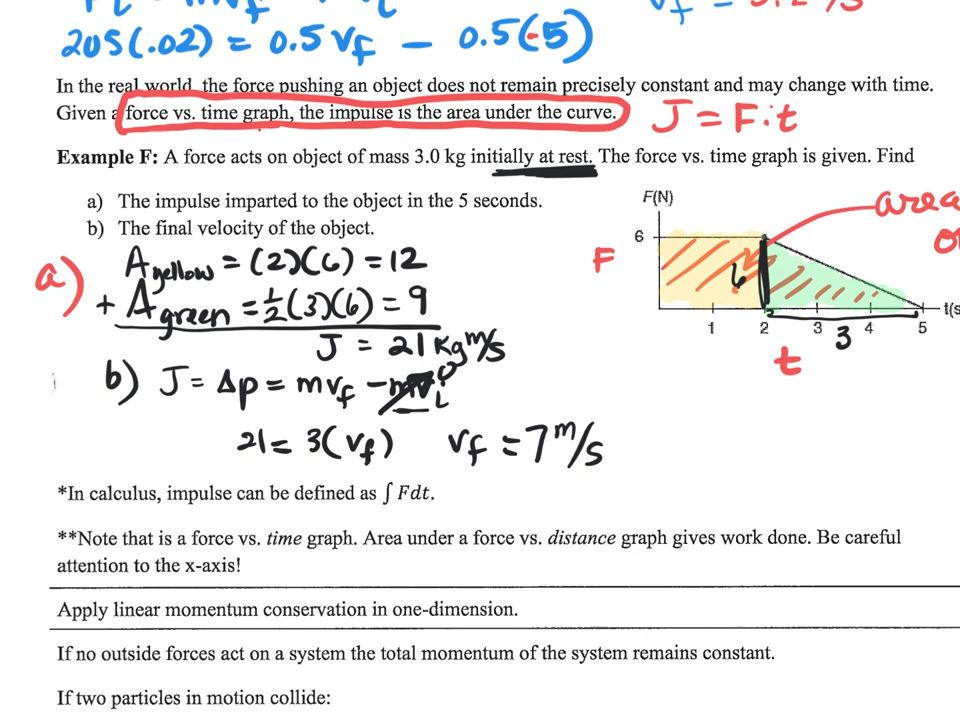 205(.02) = 0.5 vf – 0.5(-5)
In the real world, the force pushing an object does not remain precisely constant and may change with time.
Given a force vs. time graph, the impulse is the area under the curve. J = F·t
Example F: A force acts on object of mass 3.0 kg initially at rest. The force vs. time graph is given. Find
a) The impulse imparted to the object in the 5 seconds.
b) The final velocity of the object.
F(N)
area
6
F
6
1 2 3 4 5
t(s
3
t
a) Ayellow = (2)(6) = 12
+ Agreen = ½(3)(6) = 9
J = 21 kg m/s
b) J = Δp = mvf – mvi 0
21 = 3(vf) vf = 7 m/s
*In calculus, impulse can be defined as ∫ Fdt.
**Note that is a force vs. time graph. Area under a force vs. distance graph gives work done. Be careful
attention to the x-axis!
Apply linear momentum conservation in one-dimension.
If no outside forces act on a system the total momentum of the system remains constant.
If two particles in motion collide: